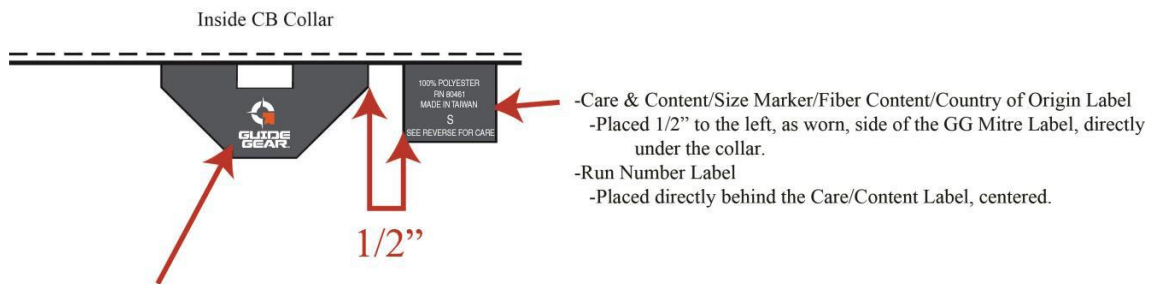 Inside CB Collar
GUIDE
GEAR
100% POLYESTER
RN 80461
MADE IN TAIWAN
S
SEE REVERSE FOR CARE
1/2”
-Care & Content/Size Marker/Fiber Content/Country of Origin Label
-Placed 1/2” to the left, as worn, side of the GG Mitre Label, directly
under the collar.
-Run Number Label
-Placed directly behind the Care/Content Label, centered.